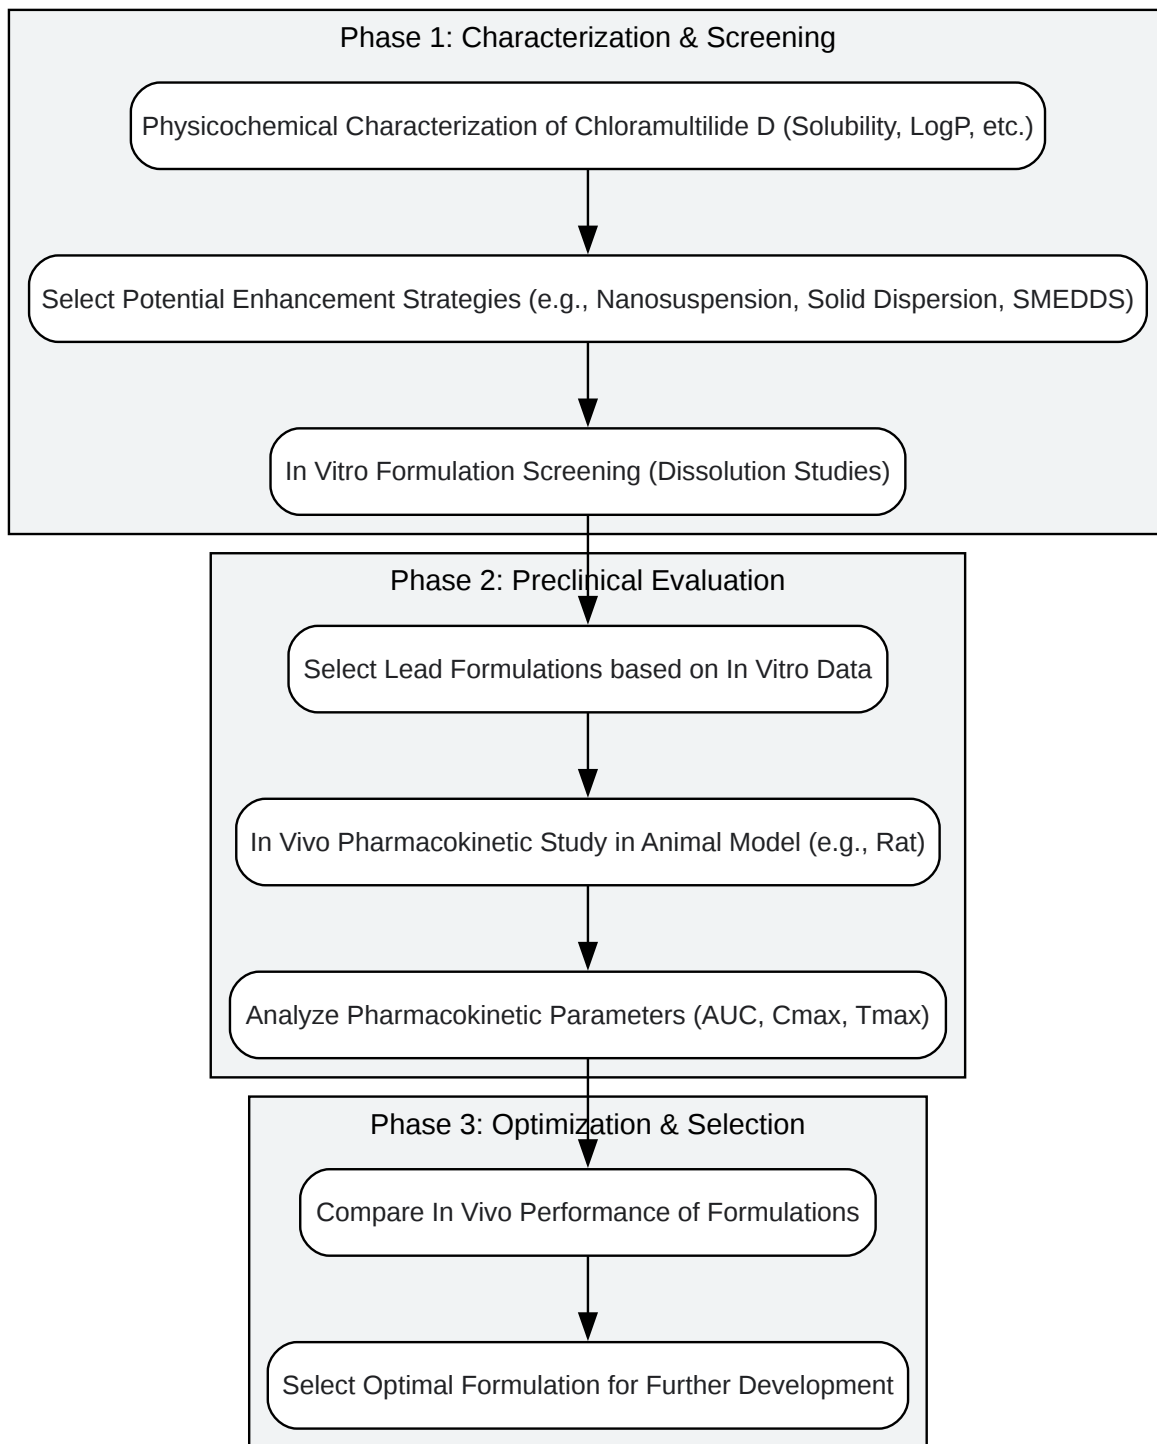 Phase 1: Characterization & Screening
Physicochemical Characterization of Chloramultilide D (Solubility, LogP, etc.)
Select Potential Enhancement Strategies (e.g., Nanosuspension, Solid Dispersion, SMEDDS)
In Vitro Formulation Screening (Dissolution Studies)
Phase 2: Preclinical Evaluation
Select Lead Formulations based on In Vitro Data
In Vivo Pharmacokinetic Study in Animal Model (e.g., Rat)
Analyze Pharmacokinetic Parameters (AUC, Cmax, Tmax)
Phase 3: Optimization & Selection
Compare In Vivo Performance of Formulations
Select Optimal Formulation for Further Development